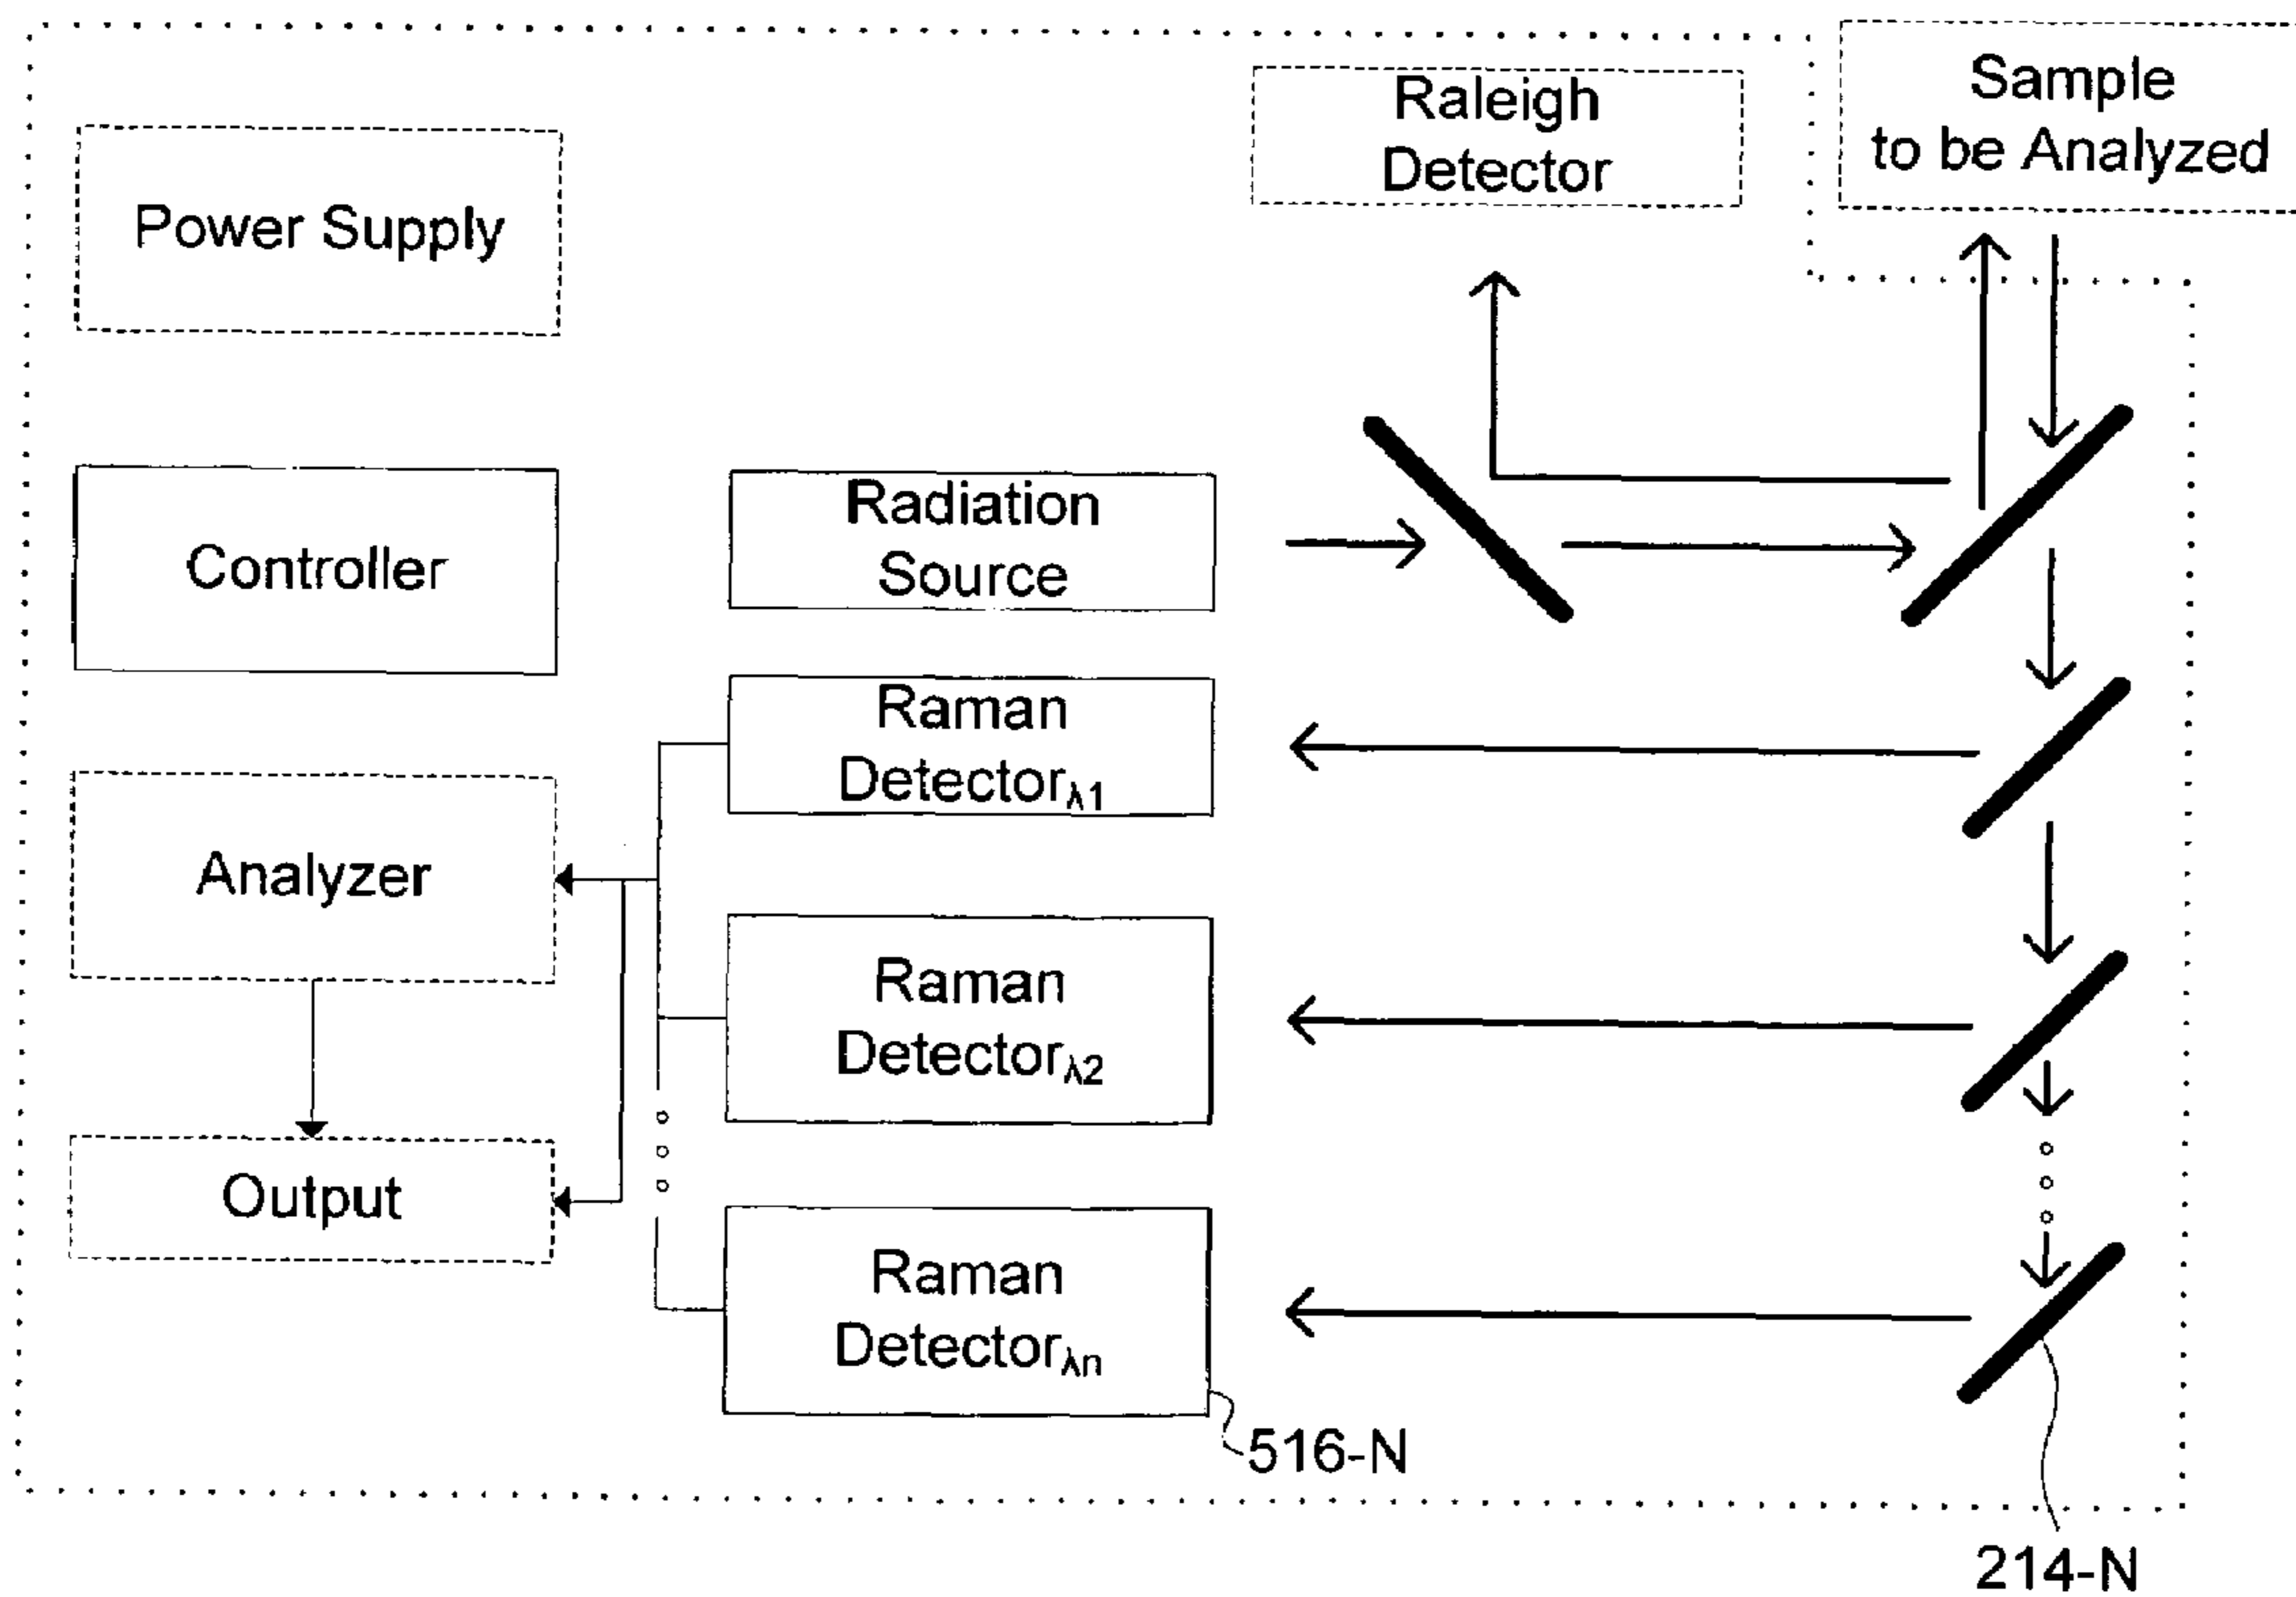 Sample
to be Analyzed
Raleigh
Detector
Power Supply
Controller
Radiation
Source
Raman
Detectorλ1
Analyzer
Raman
Detectorλ2
Output
Raman
Detectorλn
516-N
214-N